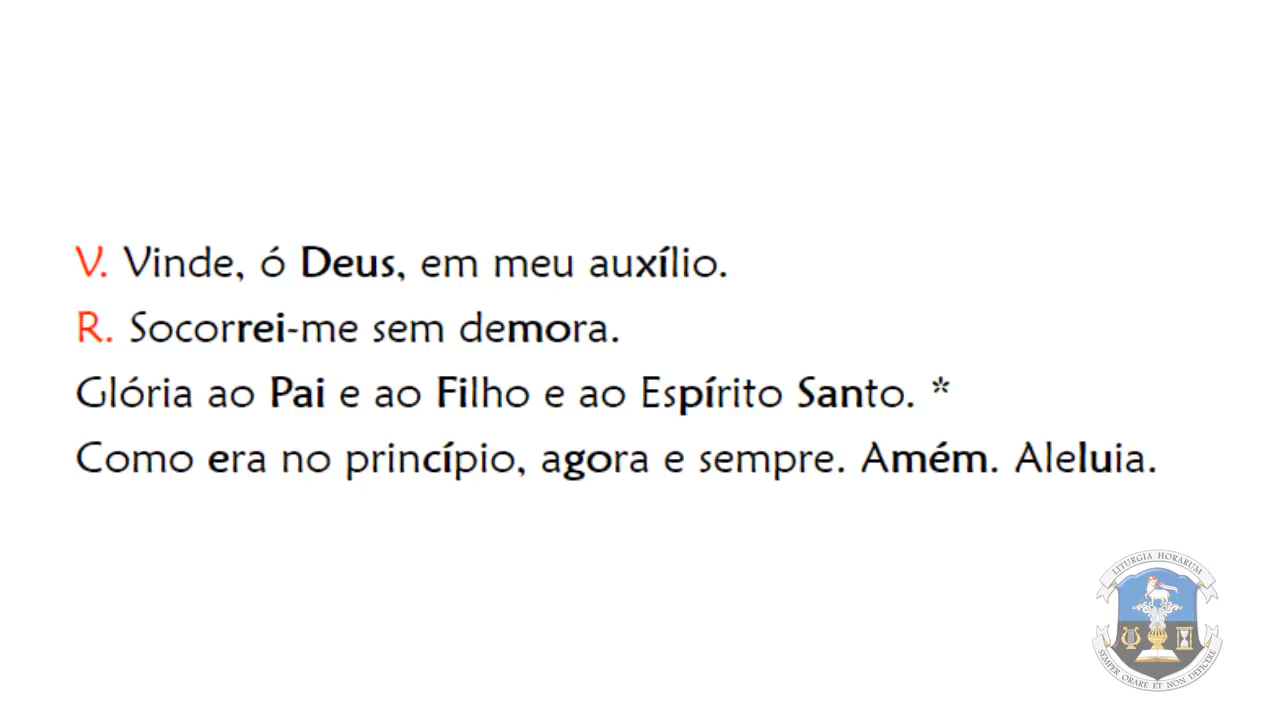 V. Vinde, ó Deus, em meu auxílio.
R. Socorrei-me sem demora.
Glória ao Pai e ao Filho e ao Espírito Santo. *
Como era no princípio, agora e sempre. Amém. Aleluia.
LITURGIA HORARUM
SEMPER ORARE ET NON DEFICERE